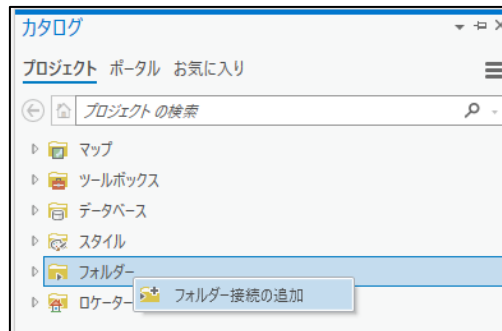 カタログ
プロジェクト ポータル お気に入り
プロジェクトの検索
マップ
ツールボックス
データベース
スタイル
フォルダー
フォルダー接続の追加
ロケーター